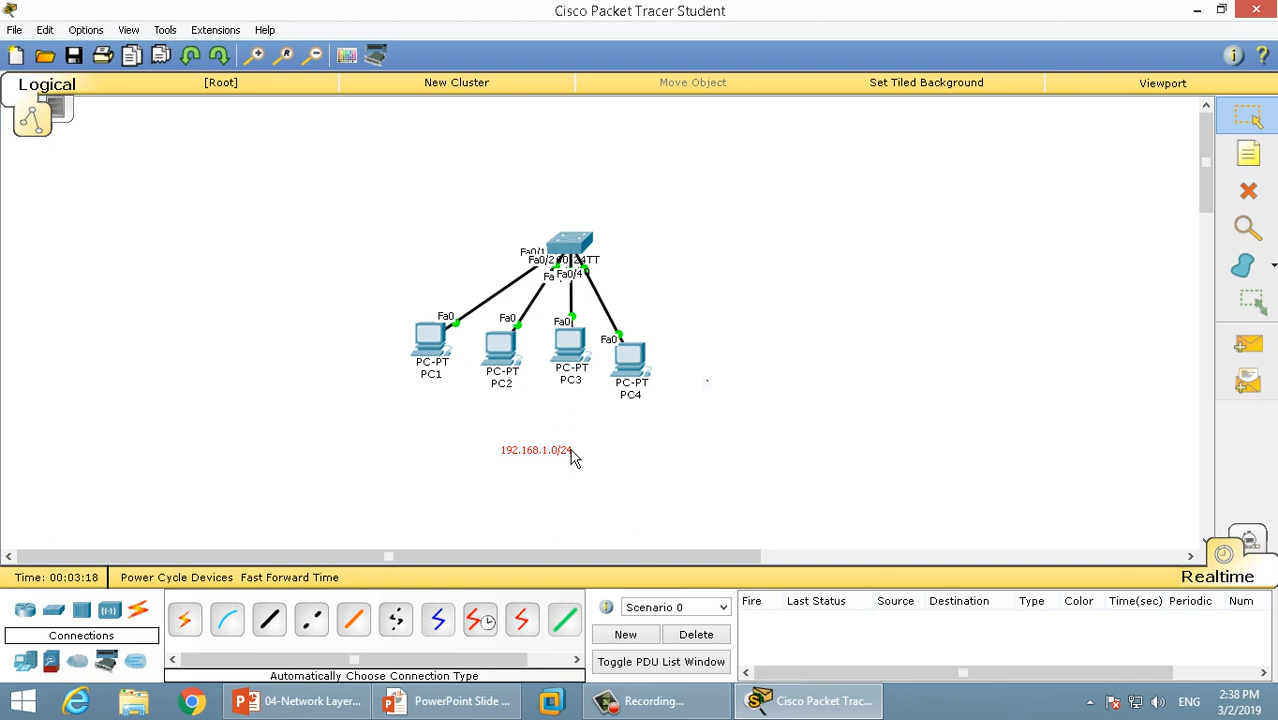 Cisco Packet Tracer Student
File Edit Options View Tools Extensions Help
Logical [Root] New Cluster Move Object Set Tiled Background Viewport
Fa0/1
Fa0/4
Fa0 Fa0 Fa0 Fa0
PC-PT PC-PT PC-PT PC-PT
PC1 PC2 PC3 PC4
192.168.1.0/24
Time: 00:03:18 Power Cycle Devices Fast Forward Time Realtime
Connections
Automatically Choose Connection Type
Scenario 0
New Delete
Toggle PDU List Window
Fire Last Status Source Destination Type Color Time(sec) Periodic Num
04-Network Layer... PowerPoint Slide ... Recording... Cisco Packet Trac...
ENG
2:38 PM
3/2/2019